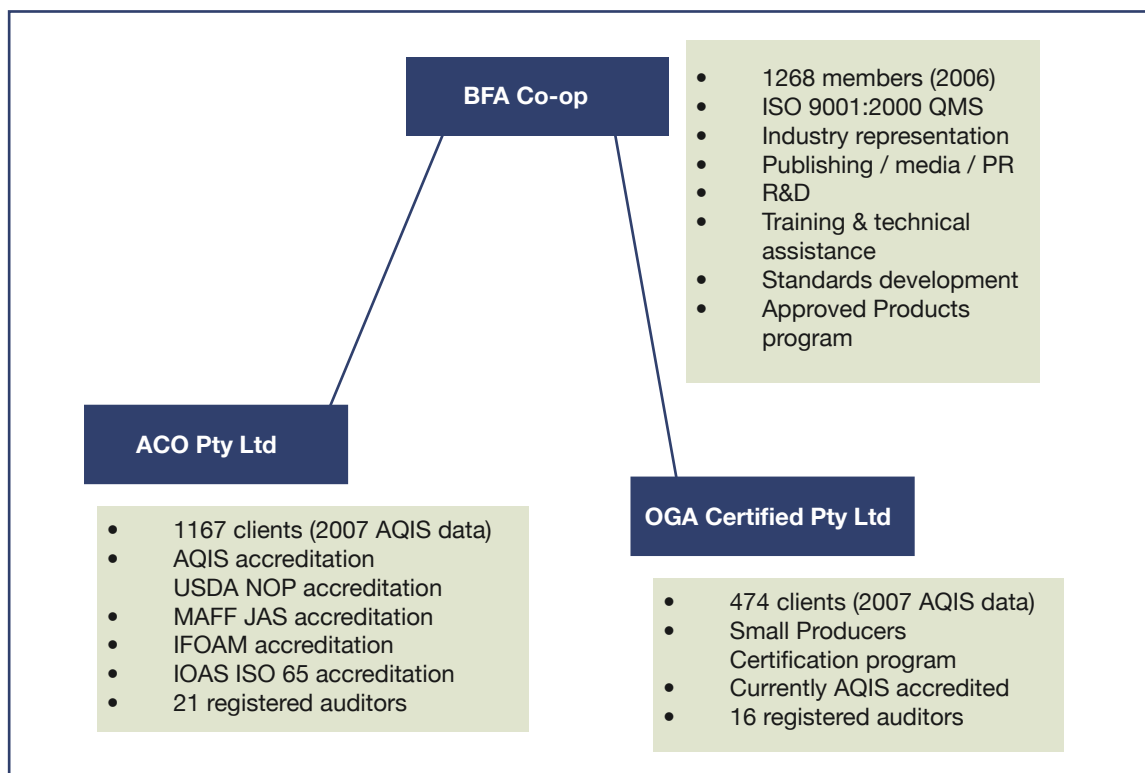 BFA Co-op
• 1268 members (2006)
• ISO 9001:2000 QMS
• Industry representation
• Publishing / media / PR
• R&D
• Training & technical
assistance
• Standards development
• Approved Products
program
ACO Pty Ltd
• 1167 clients (2007 AQIS data)
• AQIS accreditation
USDA NOP accreditation
• MAFF JAS accreditation
• IFOAM accreditation
• IOAS ISO 65 accreditation
• 21 registered auditors
OGA Certified Pty Ltd
• 474 clients (2007 AQIS data)
• Small Producers
Certification program
• Currently AQIS accredited
• 16 registered auditors